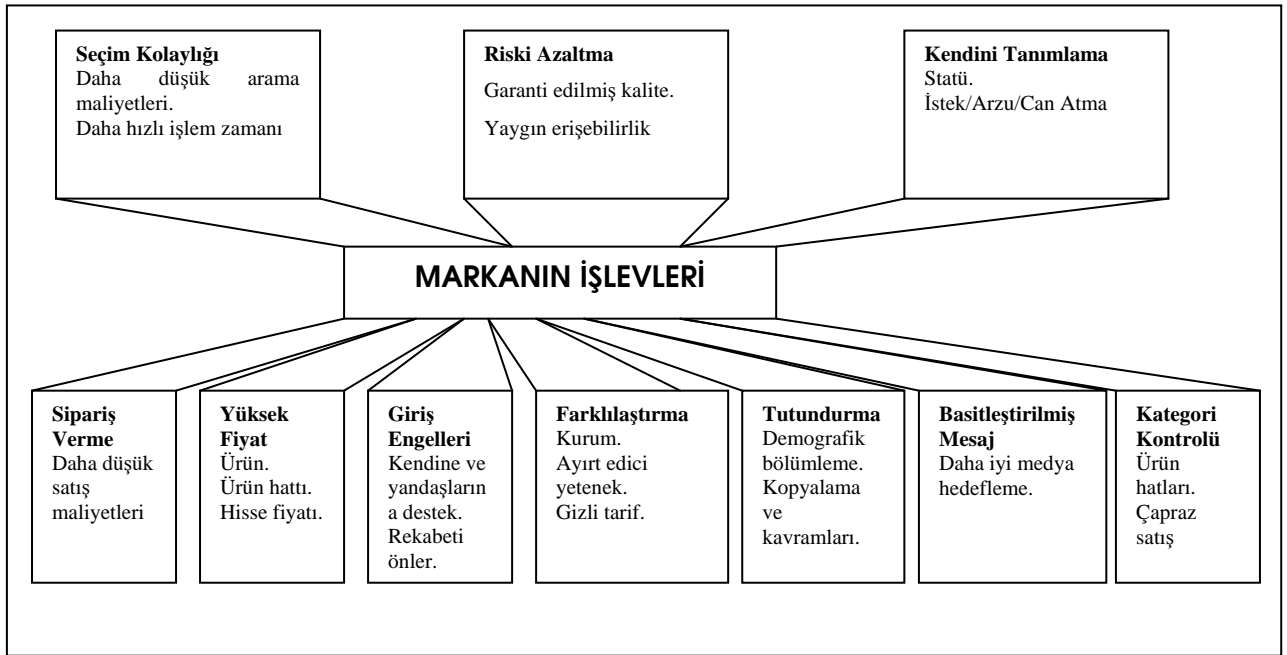 Seçim Kolaylığı
Daha düşük arama
maliyetleri.
Daha hızlı işlem zamanı
Riski Azaltma
Garanti edilmiş kalite.
Yaygın erişebilirlik
Kendini Tanımlama
Statü.
İstek/Arzu/Can Atma
MARKANIN İŞLEVLERİ
Sipariş
Verme
Daha düşük
satış
maliyetleri
Yüksek
Fiyat
Ürün.
Ürün hattı.
Hisse fiyatı.
Giriş
Engelleri
Kendine ve
yandaşların
a destek.
Rekabeti
önler.
Farklılaştırma
Kurum.
Ayırt edici
yetenek.
Gizli tarif.
Tutundurma
Demografik
bölümleme.
Kopyalama
ve
kavramları.
Basitleştirilmiş
Mesaj
Daha iyi medya
hedefleme.
Kategori
Kontrolü
Ürün
hatları.
Çapraz
satış